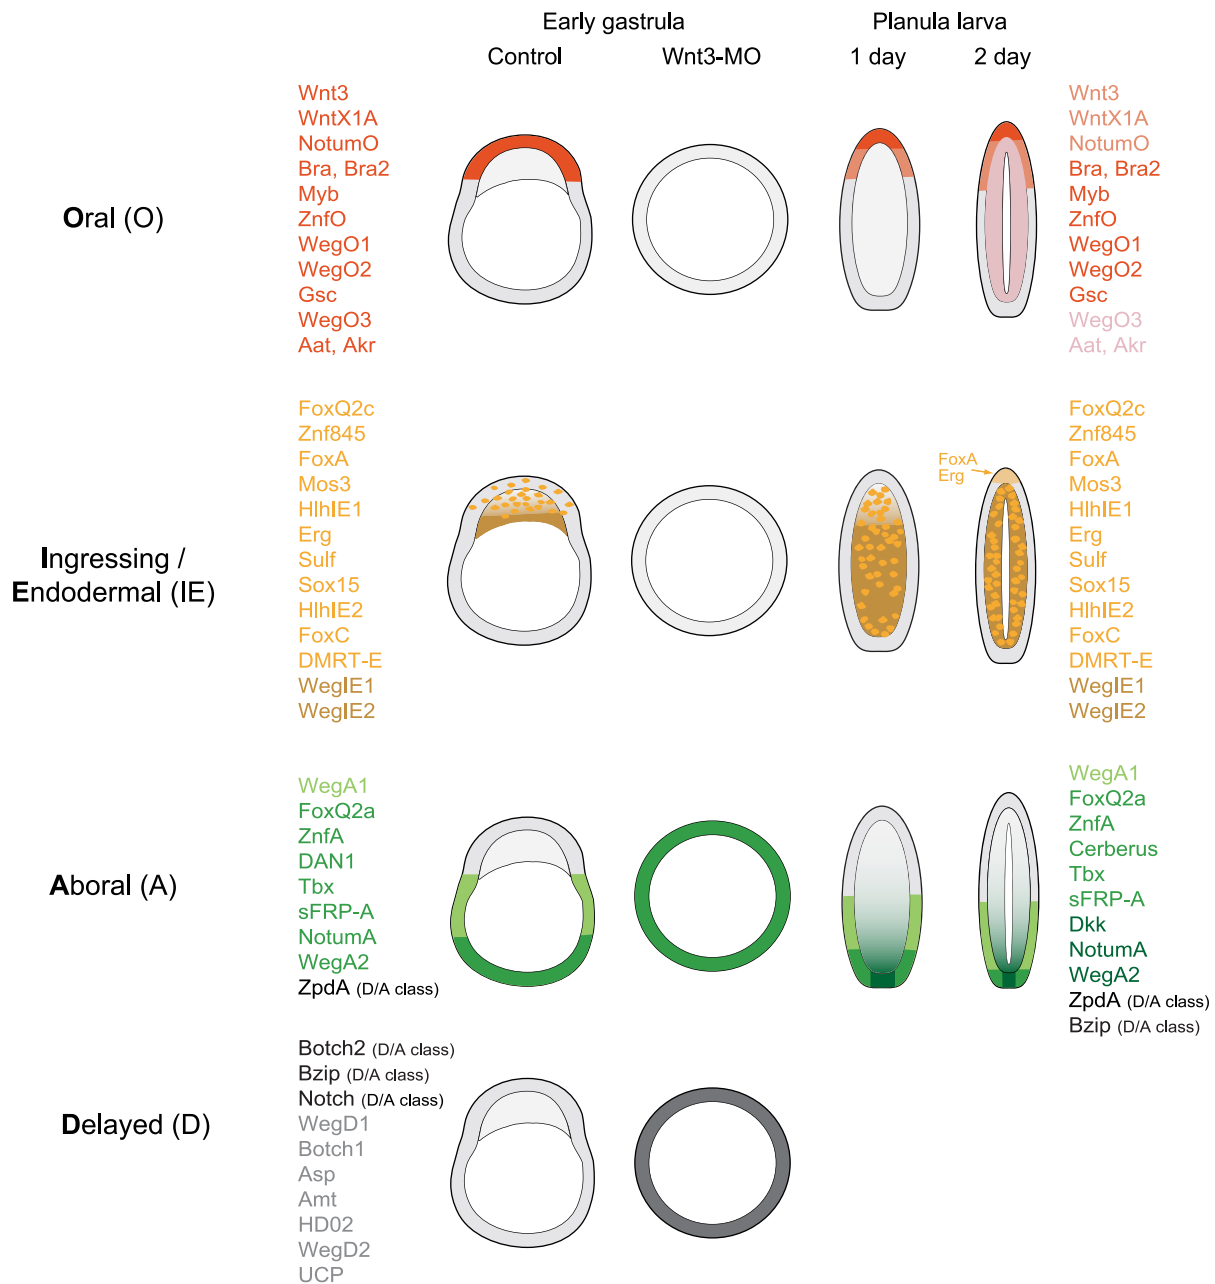 Early gastrula
Planula larva
Control
Wnt3-MO
1 day
2 day
Oral (O)
Wnt3
WntX1A
NotumO
Bra, Bra2
Myb
ZnfO
WegO1
WegO2
Gsc
WegO3
Aat, Akr
Wnt3
WntX1A
NotumO
Bra, Bra2
Myb
ZnfO
WegO1
WegO2
Gsc
WegO3
Aat, Akr
Ingressing /
Endodermal (IE)
FoxQ2c
Znf845
FoxA
Mos3
HlhIE1
Erg
Sulf
Sox15
HlhIE2
FoxC
DMRT-E
WegIE1
WegIE2
FoxA
Erg
FoxQ2c
Znf845
FoxA
Mos3
HlhIE1
Erg
Sulf
Sox15
HlhIE2
FoxC
DMRT-E
WegIE1
WegIE2
Aboral (A)
WegA1
FoxQ2a
ZnfA
DAN1
Tbx
sFRP-A
NotumA
WegA2
ZpdA (D/A class)
WegA1
FoxQ2a
ZnfA
Cerberus
Tbx
sFRP-A
Dkk
NotumA
WegA2
ZpdA (D/A class)
Bzip (D/A class)
Delayed (D)
Botch2 (D/A class)
Bzip (D/A class)
Notch (D/A class)
WegD1
Botch1
Asp
Amt
HD02
WegD2
UCP